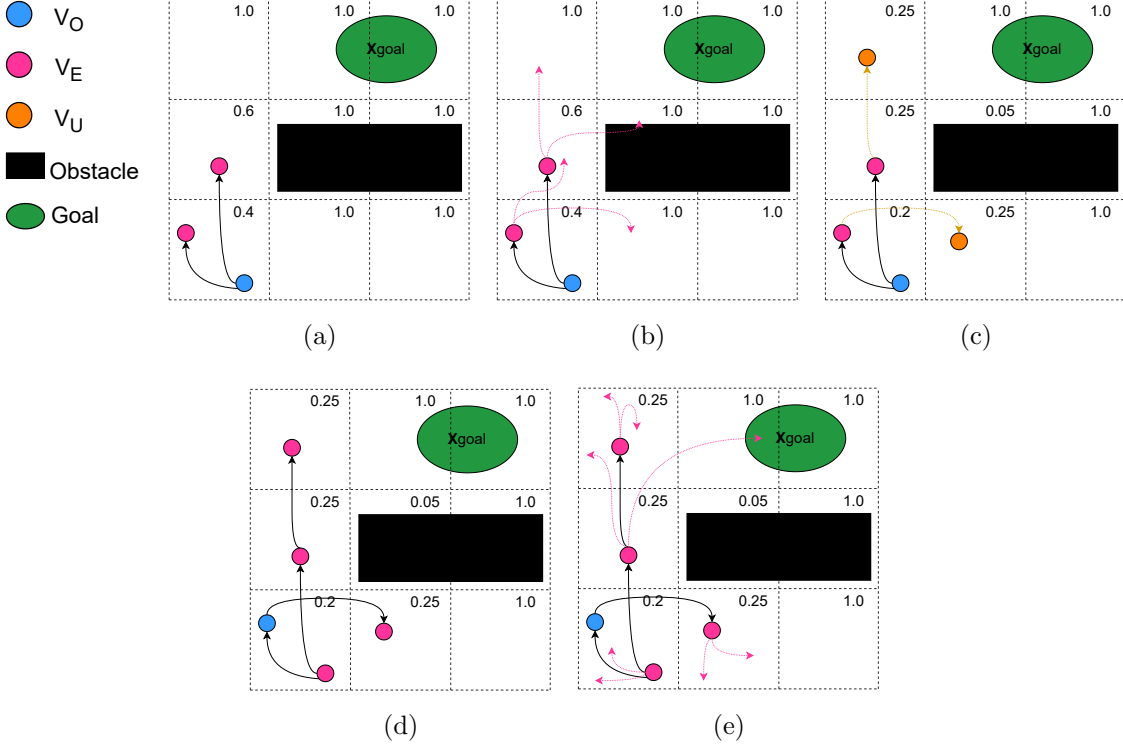 V_O
V_E
V_U
Obstacle
Goal
1.0 1.0 1.0
Xgoal
0.6 1.0 1.0
0.4 1.0 1.0
(a)
1.0 1.0 1.0
Xgoal
0.6 1.0 1.0
0.4 1.0 1.0
(b)
0.25 1.0 1.0
Xgoal
0.25 0.05 1.0
0.2 0.25 1.0
(c)
0.25 1.0 1.0
Xgoal
0.25 0.05 1.0
0.2 0.25 1.0
(d)
0.25 1.0 1.0
Xgoal
0.25 0.05 1.0
0.2 0.25 1.0
(e)